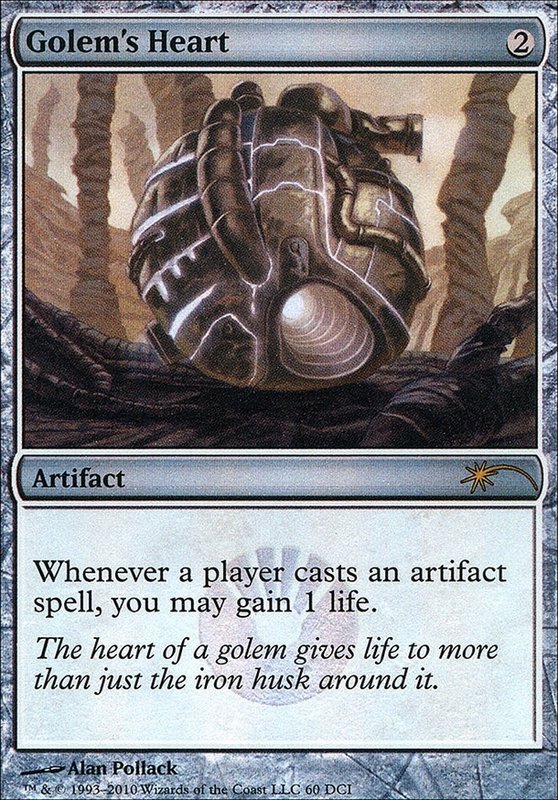 Golem's Heart 2
Artifact
Whenever a player casts an artifact
spell, you may gain 1 life.
The heart of a golem gives life to more
than just the iron husk around it.
Alan Pollack
™ & © 1993–2010 Wizards of the Coast LLC 60 DCI